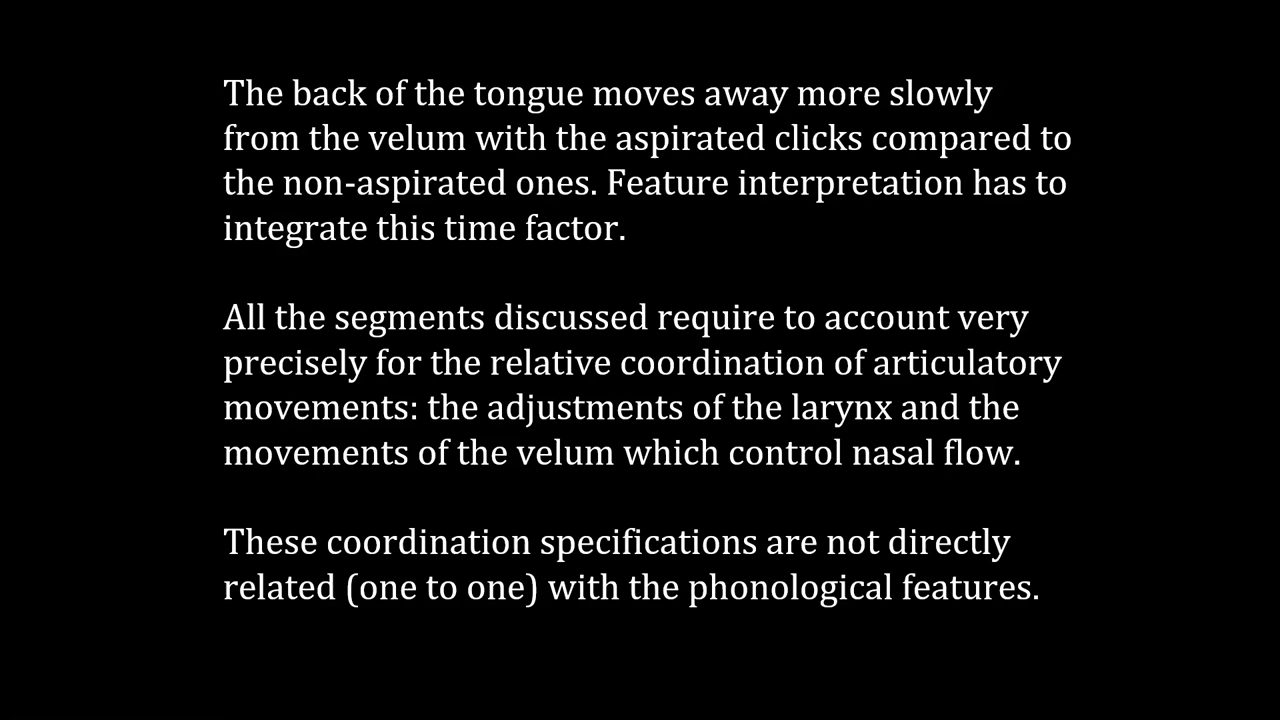 The back of the tongue moves away more slowly
from the velum with the aspirated clicks compared to
the non-aspirated ones. Feature interpretation has to
integrate this time factor.
All the segments discussed require to account very
precisely for the relative coordination of articulatory
movements: the adjustments of the larynx and the
movements of the velum which control nasal flow.
These coordination specifications are not directly
related (one to one) with the phonological features.